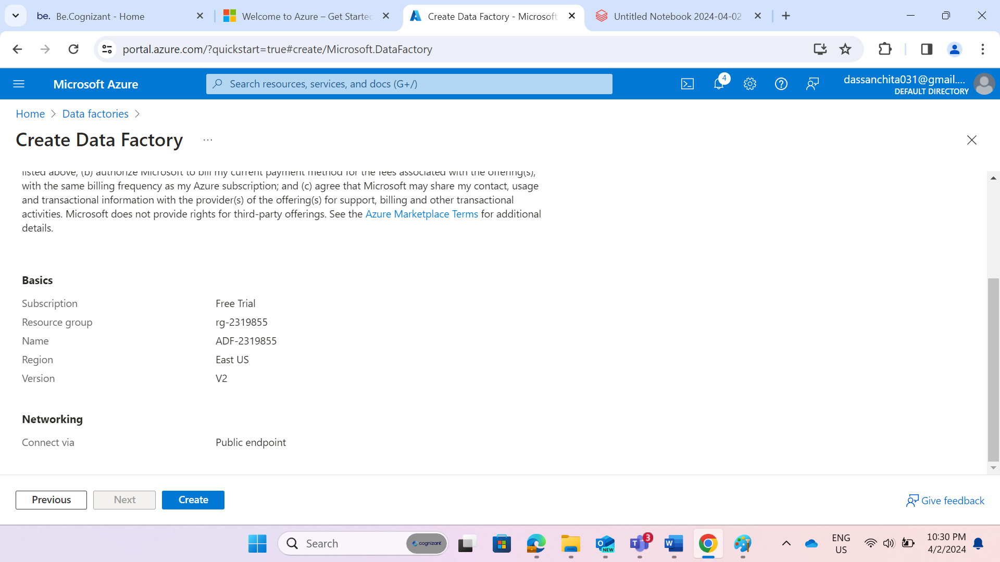 be. Be.Cognizant - Home
Welcome to Azure – Get Started
Create Data Factory - Microsoft
Untitled Notebook 2024-04-02
portal.azure.com/?quickstart=true#create/Microsoft.DataFactory
Microsoft Azure
Search resources, services, and docs (G+/)
4
dassanchita031@gmail....
DEFAULT DIRECTORY
Home > Data factories >
Create Data Factory ...
listed above, (b) authorize Microsoft to bill my current payment method for the fees associated with the offering(s),
with the same billing frequency as my Azure subscription; and (c) agree that Microsoft may share my contact, usage
and transactional information with the provider(s) of the offering(s) for support, billing and other transactional
activities. Microsoft does not provide rights for third-party offerings. See the Azure Marketplace Terms for additional
details.
Basics
Subscription Free Trial
Resource group rg-2319855
Name ADF-2319855
Region East US
Version V2
Networking
Connect via Public endpoint
Previous Next Create
Give feedback
Search
cognizant
NEW
3
ENG
US
10:30 PM
4/2/2024